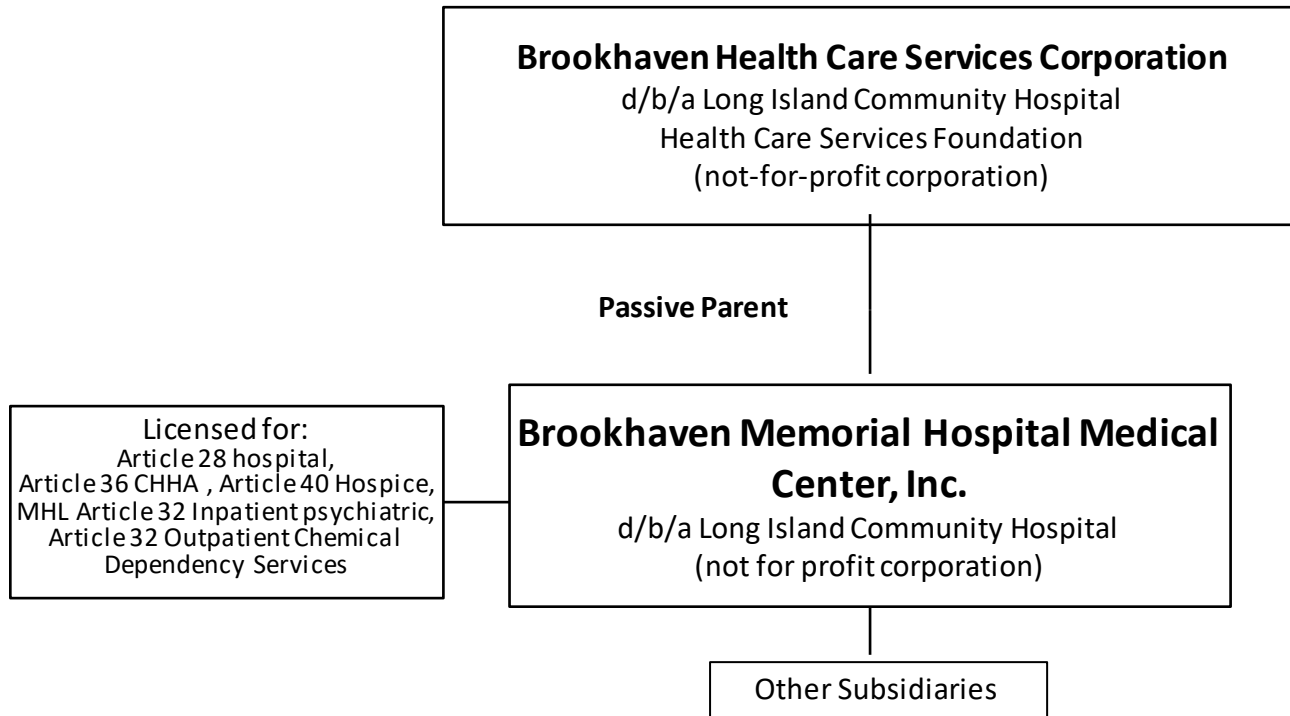 Brookhaven Health Care Services Corporation
d/b/a Long Island Community Hospital
Health Care Services Foundation
(not-for-profit corporation)
Passive Parent
Licensed for:
Article 28 hospital,
Article 36 CHHA , Article 40 Hospice,
MHL Article 32 Inpatient psychiatric,
Article 32 Outpatient Chemical
Dependency Services
Brookhaven Memorial Hospital Medical
Center, Inc.
d/b/a Long Island Community Hospital
(not for profit corporation)
Other Subsidiaries